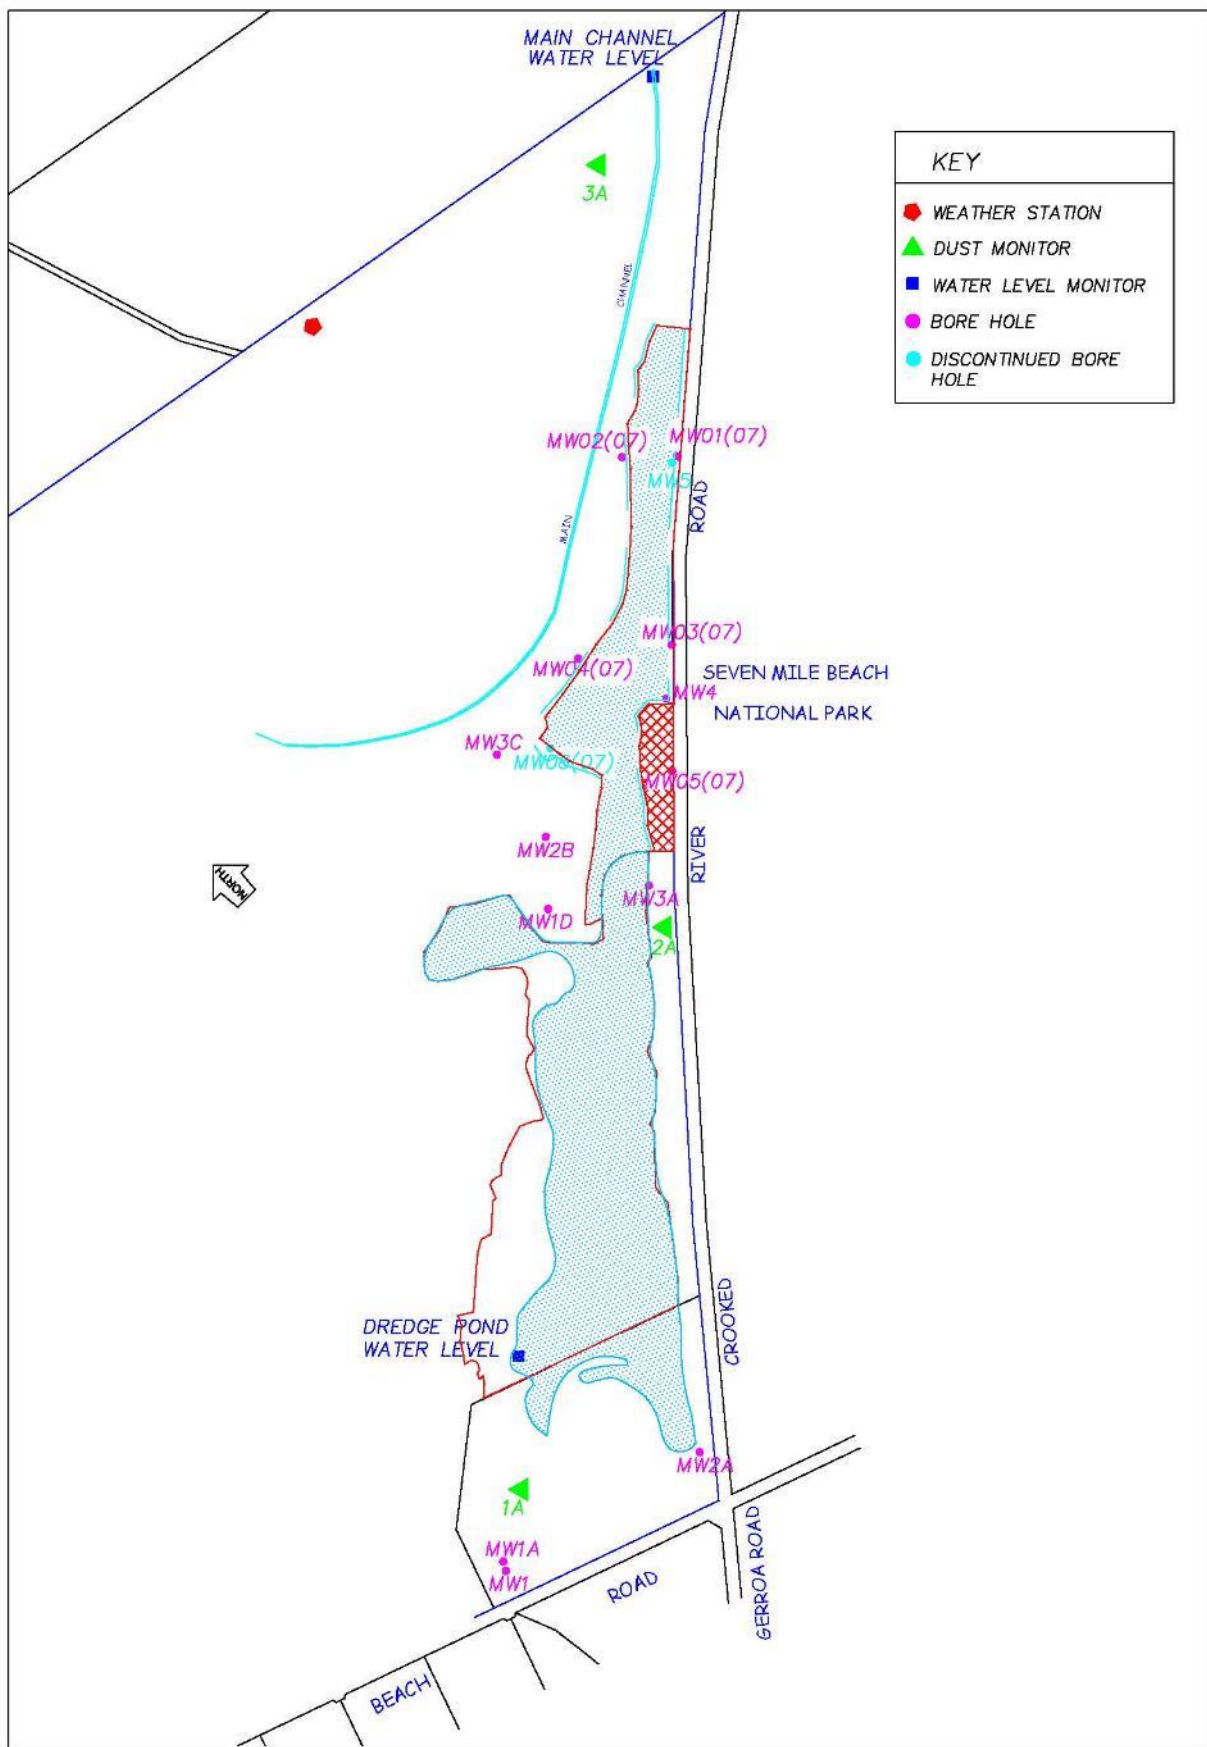 MAIN CHANNEL
WATER LEVEL
3A
KEY
WEATHER STATION
DUST MONITOR
WATER LEVEL MONITOR
BORE HOLE
DISCONTINUED BORE
HOLE
CHANNEL
MW02(07)
MW01(07)
MW5
ROAD
MAIN
MW03(07)
MW04(07)
SEVEN MILE BEACH
MW4
NATIONAL PARK
MW3C
MW06(07)
MW05(07)
MW2B
RIVER
NORTH
MW3A
MW1D
2A
CROOKED
DREDGE POND
WATER LEVEL
MW2A
1A
MW1A
MW1
ROAD
GERROA ROAD
BEACH